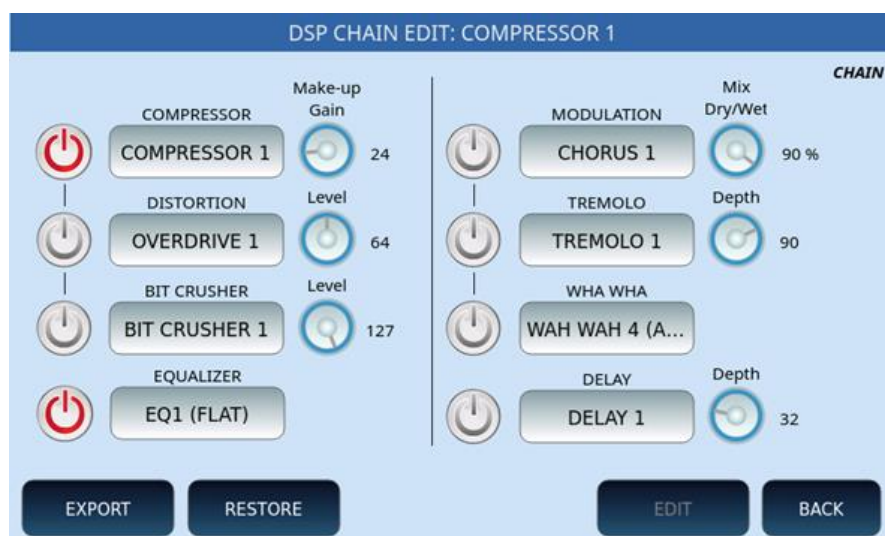 DSP CHAIN EDIT: COMPRESSOR 1
CHAIN
Make-up
Gain
COMPRESSOR
COMPRESSOR 1
24
DISTORTION
Level
OVERDRIVE 1
64
BIT CRUSHER
Level
BIT CRUSHER 1
127
EQUALIZER
EQ1 (FLAT)
Mix
Dry/Wet
MODULATION
CHORUS 1
90 %
TREMOLO
Depth
TREMOLO 1
90
WHA WHA
WAH WAH 4 (A...
DELAY
Depth
DELAY 1
32
EXPORT
RESTORE
EDIT
BACK